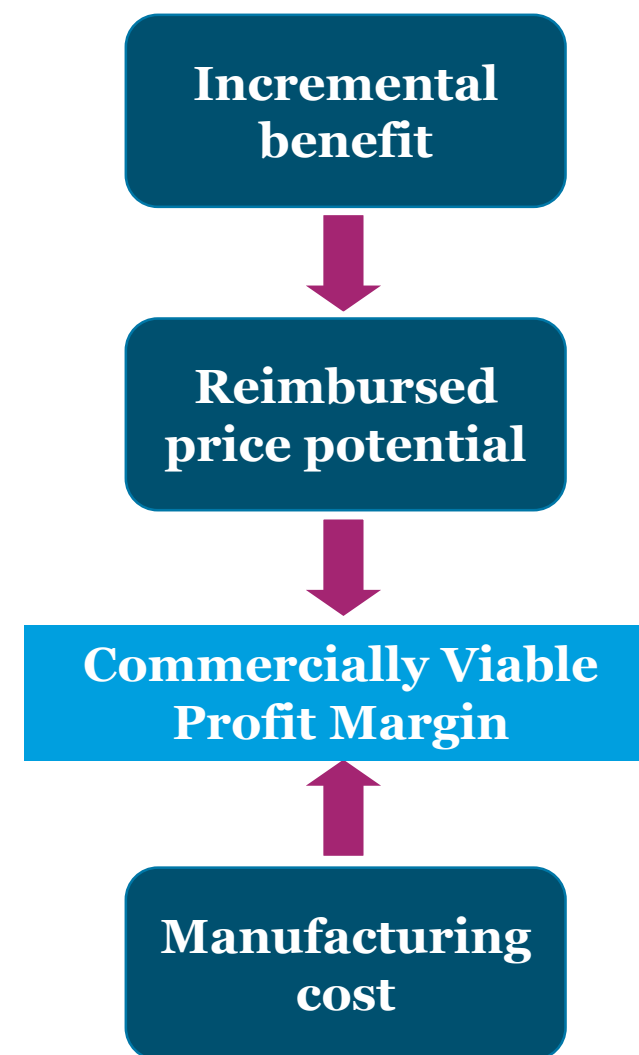 Incremental
benefit
Reimbursed
price potential
Commercially Viable
Profit Margin
Manufacturing
cost